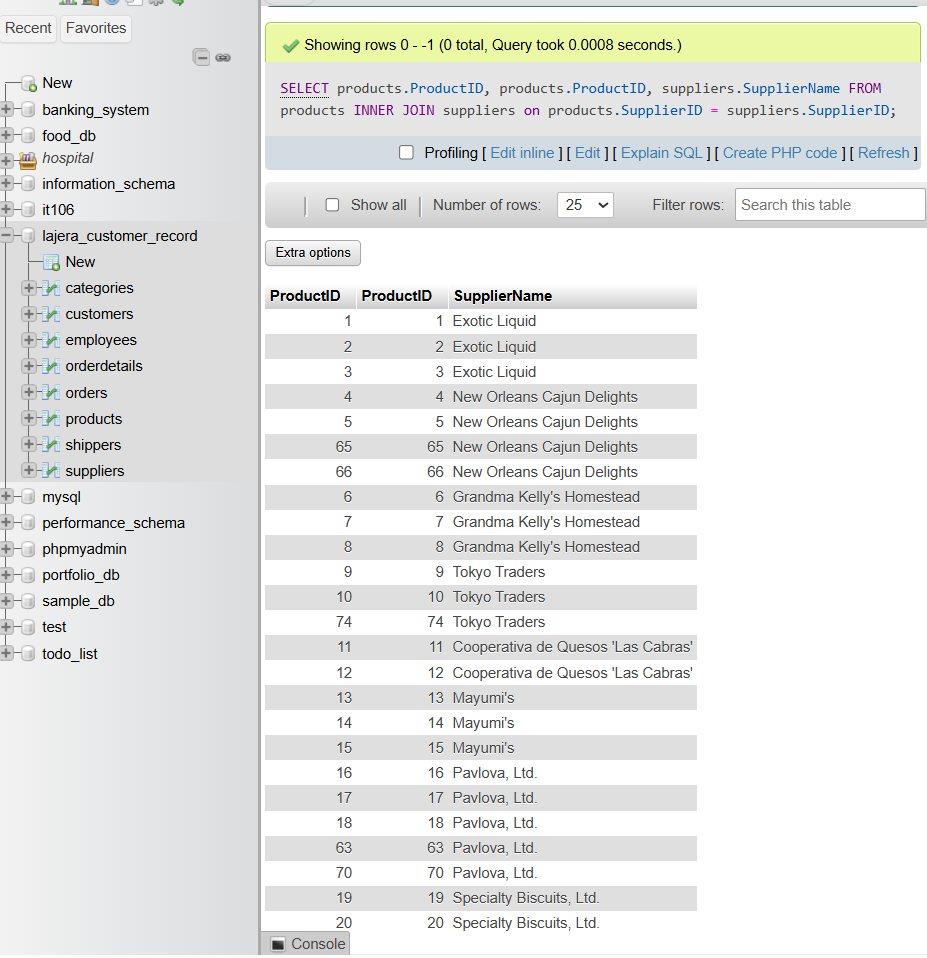 Recent Favorites
New
banking_system
food_db
hospital
information_schema
it106
lajera_customer_record
New
categories
customers
employees
orderdetails
orders
products
shippers
suppliers
mysql
performance_schema
phpmyadmin
portfolio_db
sample_db
test
todo_list
Showing rows 0 - -1 (0 total, Query took 0.0008 seconds.)
SELECT products.ProductID, products.ProductID, suppliers.SupplierName FROM
products INNER JOIN suppliers on products.SupplierID = suppliers.SupplierID;
Profiling [ Edit inline ] [ Edit ] [ Explain SQL ] [ Create PHP code ] [ Refresh ]
Show all Number of rows: 25 Filter rows: Search this table
Extra options
ProductID ProductID SupplierName
1 1 Exotic Liquid
2 2 Exotic Liquid
3 3 Exotic Liquid
4 4 New Orleans Cajun Delights
5 5 New Orleans Cajun Delights
65 65 New Orleans Cajun Delights
66 66 New Orleans Cajun Delights
6 6 Grandma Kelly's Homestead
7 7 Grandma Kelly's Homestead
8 8 Grandma Kelly's Homestead
9 9 Tokyo Traders
10 10 Tokyo Traders
74 74 Tokyo Traders
11 11 Cooperativa de Quesos 'Las Cabras'
12 12 Cooperativa de Quesos 'Las Cabras'
13 13 Mayumi's
14 14 Mayumi's
15 15 Mayumi's
16 16 Pavlova, Ltd.
17 17 Pavlova, Ltd.
18 18 Pavlova, Ltd.
63 63 Pavlova, Ltd.
70 70 Pavlova, Ltd.
19 19 Specialty Biscuits, Ltd.
20 20 Specialty Biscuits, Ltd.
Console